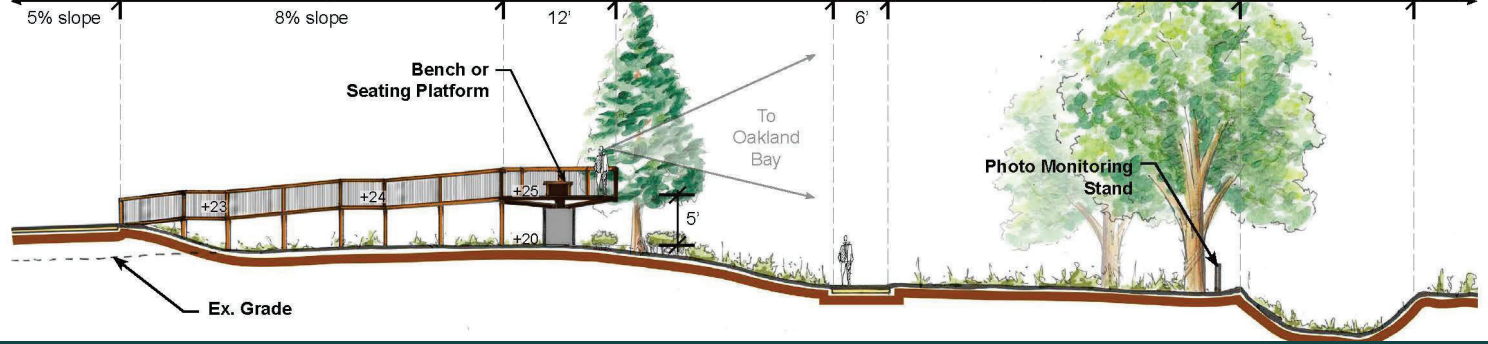 5% slope
8% slope
12'
6'
Bench or
Seating Platform
To
Oakland
Bay
Photo Monitoring
Stand
+23
+24
+25
5'
+20
Ex. Grade